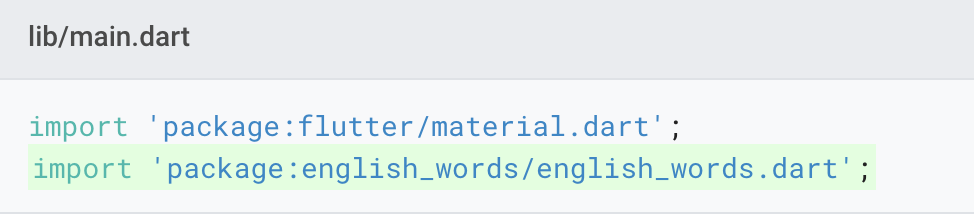 lib/main.dart
import 'package:flutter/material.dart';
import 'package:english_words/english_words.dart';